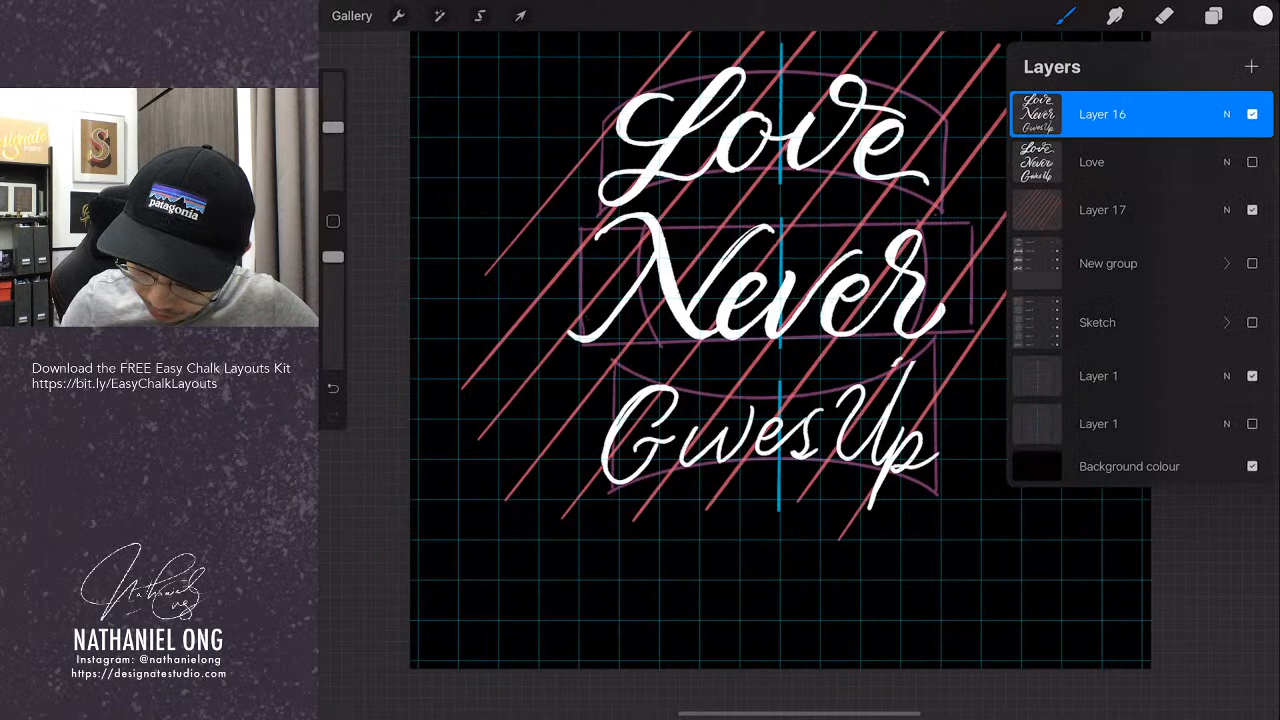 Gallery
Layers
Love
Never
Gives Up
Layer 16 N
Love N
Layer 17 N
New group
Sketch
Layer 1 N
Layer 1 N
Background colour
S
patagonia
Download the FREE Easy Chalk Layouts Kit
https://bit.ly/EasyChalkLayouts
NATHANIEL ONG
Instagram: @nathanielong
https://designatestudio.com